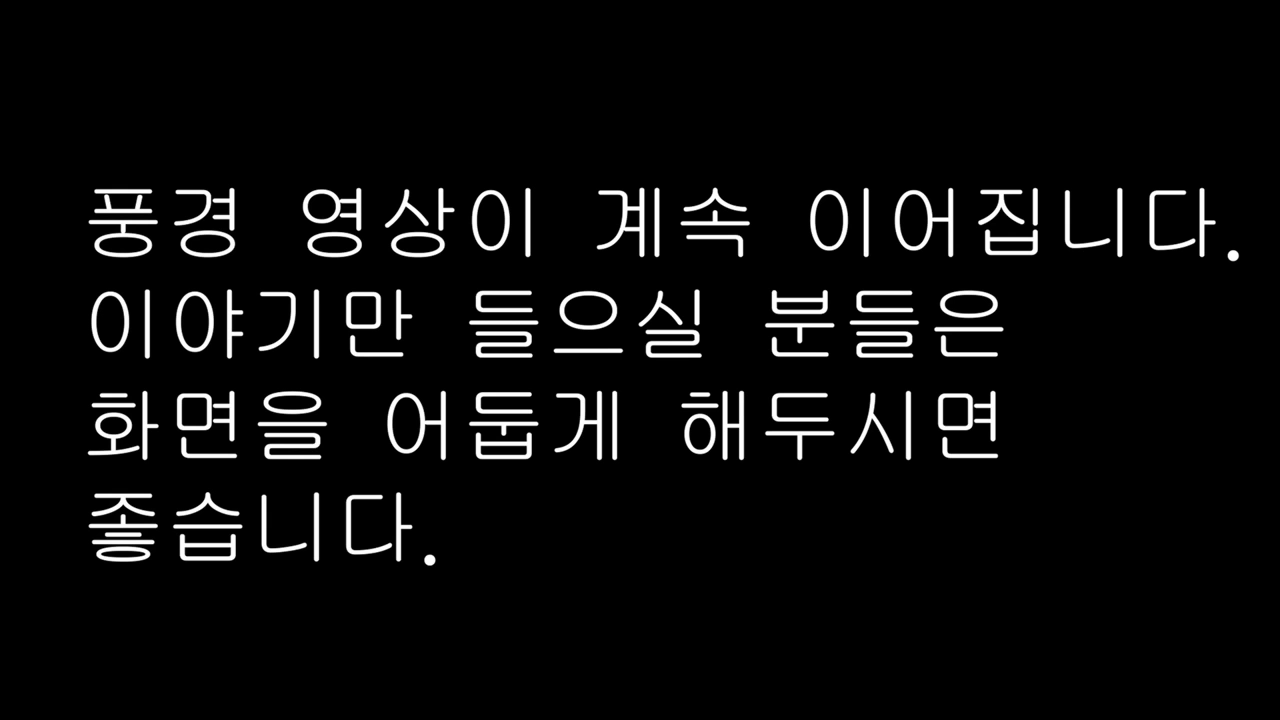 풍경 영상이 계속 이어집니다.
이야기만 들으실 분들은
화면을 어둡게 해두시면
좋습니다.